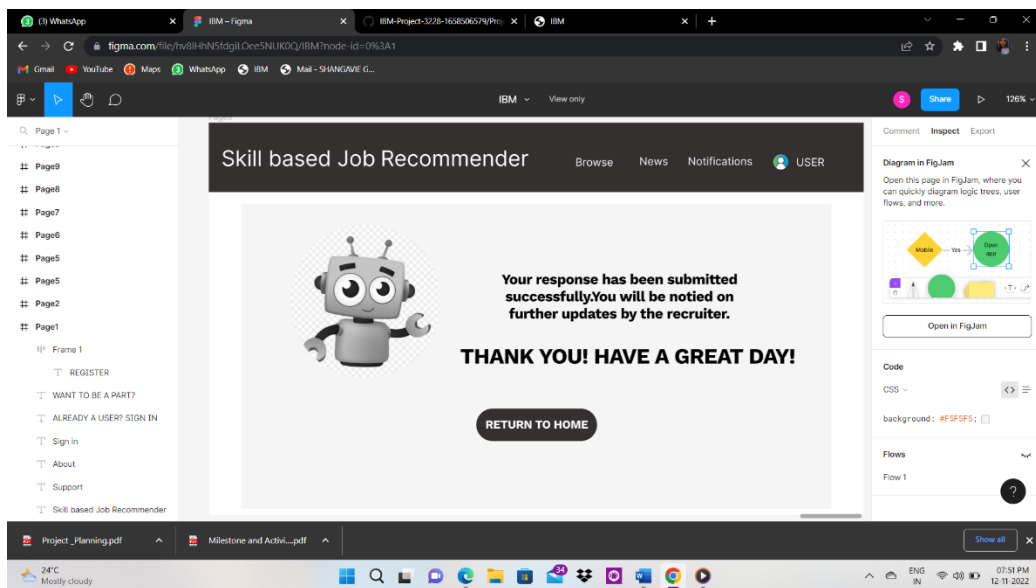 (3) WhatsApp
IBM – Figma
IBM-Project-3228-1658506579/Proj
IBM
figma.com/file/hv8lHhN5fdgiLOee5NUK0Q/IBM?node-id=0%3A1
Gmail YouTube Maps WhatsApp IBM Mail - SHANGAVIE G...
IBM View only
S Share 126%
Page 1
Comment Inspect Export
Page9
Page8
Page7
Page6
Page5
Page5
Page2
Page1
Frame 1
REGISTER
WANT TO BE A PART?
ALREADY A USER? SIGN IN
Sign in
About
Support
Skill based Job Recommender
Skill based Job Recommender
Browse News Notifications USER
Your response has been submitted
successfully.You will be notied on
further updates by the recruiter.
THANK YOU! HAVE A GREAT DAY!
RETURN TO HOME
Diagram in FigJam
Open this page in FigJam, where you
can quickly diagram logic trees, user
flows, and more.
Mobile Yes Open
app
T
Open in FigJam
Code
CSS
background: #F5F5F5;
Flows
Flow 1
?
Project _Planning.pdf
Milestone and Activi....pdf
Show all
24°C
Mostly cloudy
34
ENG
IN
07:51 PM
12-11-2022